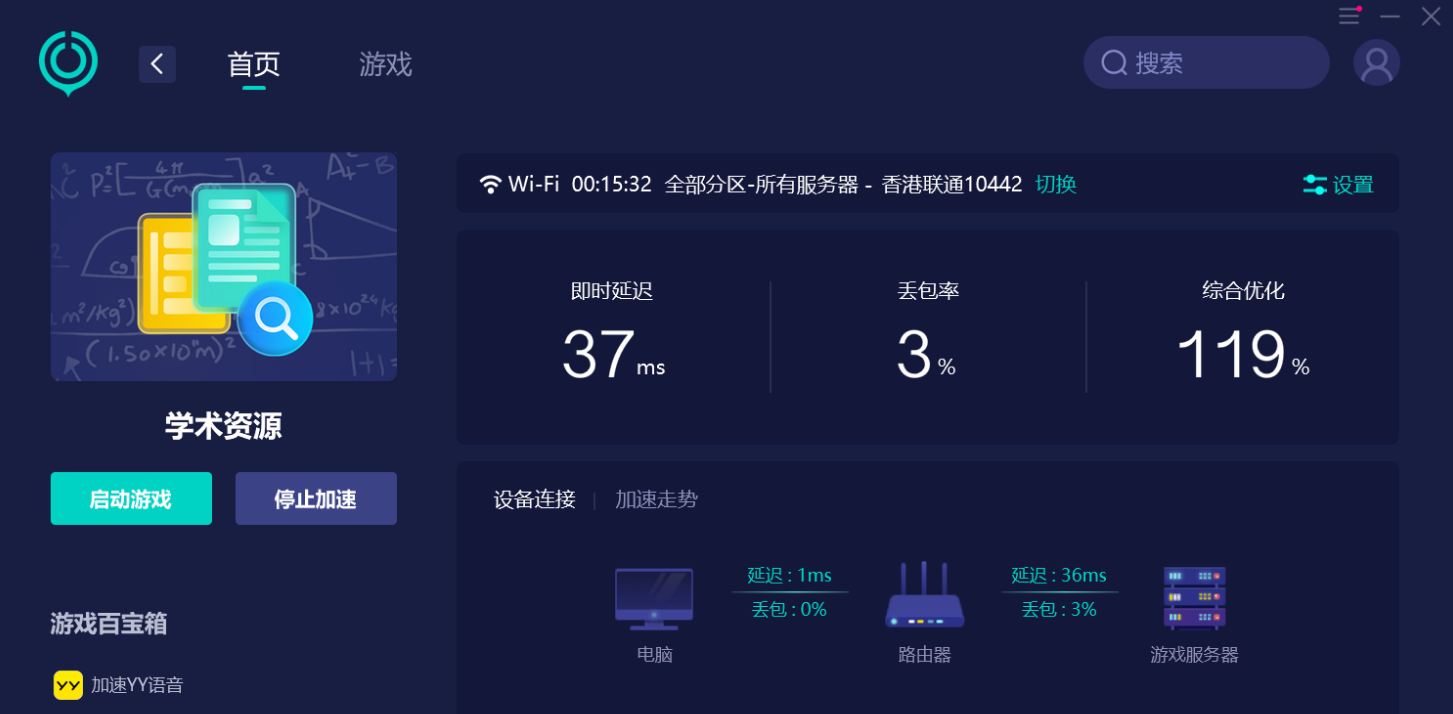 首页
游戏
搜索
Wi-Fi 00:15:32 全部分区-所有服务器 - 香港联通10442 切换
设置
即时延迟
37ms
丢包率
3%
综合优化
119%
学术资源
启动游戏
停止加速
设备连接
加速走势
延迟 : 1ms
丢包 : 0%
延迟 : 36ms
丢包 : 3%
电脑
路由器
游戏服务器
游戏百宝箱
YY 加速YY语音